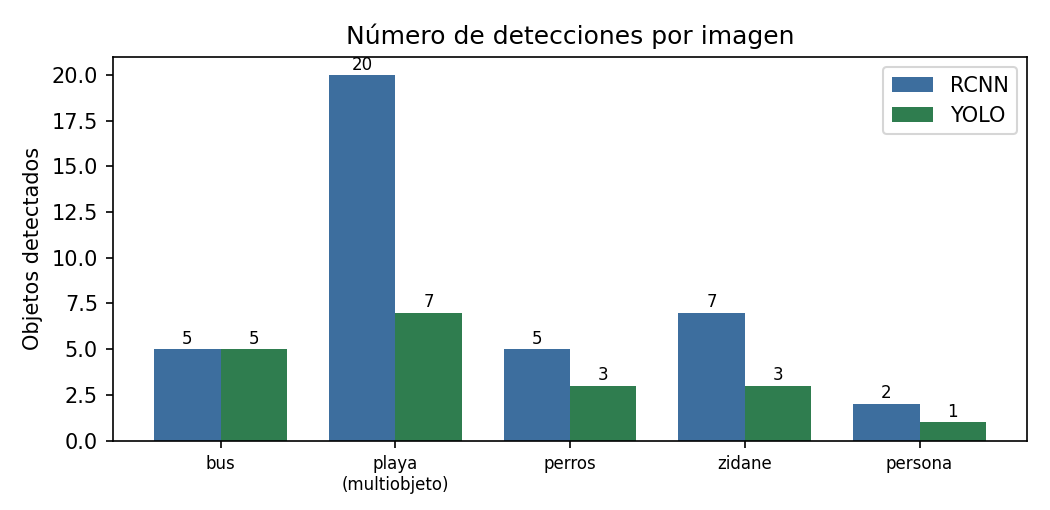 Número de detecciones por imagen
Objetos detectados
20.0
17.5
15.0
12.5
10.0
7.5
5.0
2.5
0.0
RCNN
YOLO
5
5
20
7
5
3
7
3
2
1
bus
playa
(multiobjeto)
perros
zidane
persona